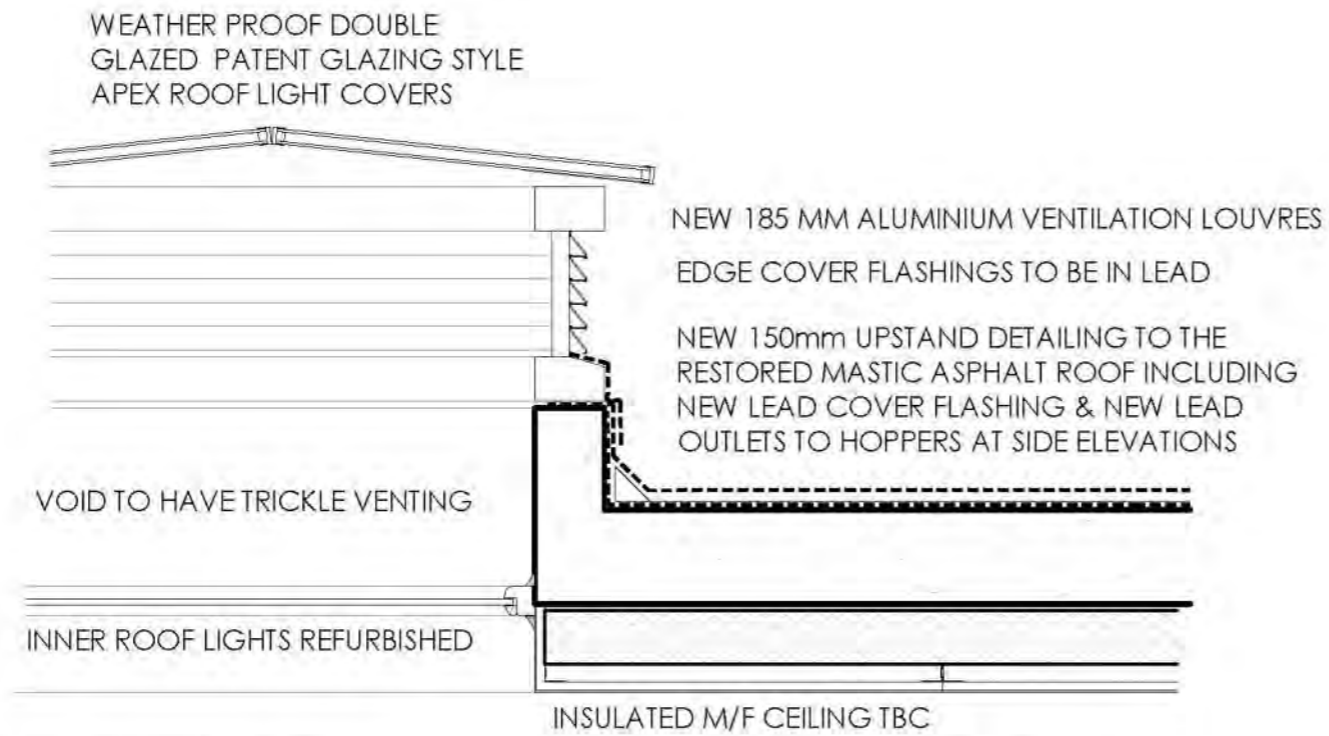 WEATHER PROOF DOUBLE
GLAZED PATENT GLAZING STYLE
APEX ROOF LIGHT COVERS
NEW 185 MM ALUMINIUM VENTILATION LOUVRES
EDGE COVER FLASHINGS TO BE IN LEAD
NEW 150mm UPSTAND DETAILING TO THE
RESTORED MASTIC ASPHALT ROOF INCLUDING
NEW LEAD COVER FLASHING & NEW LEAD
OUTLETS TO HOPPERS AT SIDE ELEVATIONS
VOID TO HAVE TRICKLE VENTING
INNER ROOF LIGHTS REFURBISHED
INSULATED M/F CEILING TBC